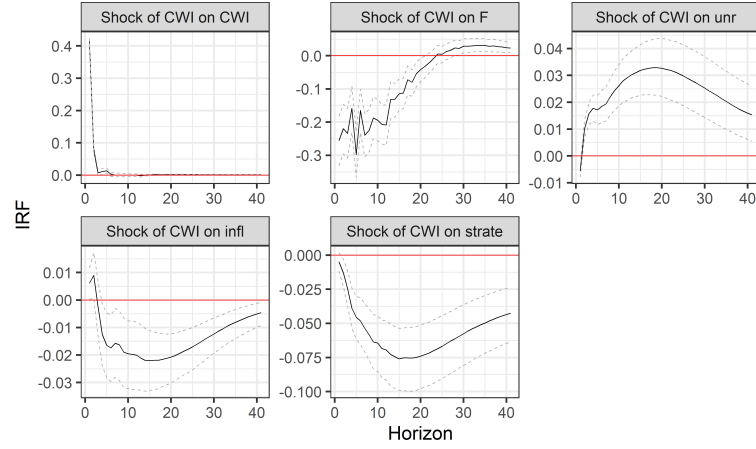 Shock of CWI on CWI
Shock of CWI on F
Shock of CWI on unr
0.4
0.3
0.2
0.1
0.0
0.0
-0.1
-0.2
-0.3
0.04
0.03
0.02
0.01
0.00
-0.01
0 10 20 30 40
0 10 20 30 40
0 10 20 30 40
IRF
Shock of CWI on infl
Shock of CWI on strate
0.01
0.00
-0.01
-0.02
-0.03
0.000
-0.025
-0.050
-0.075
-0.100
0 10 20 30 40
0 10 20 30 40
Horizon